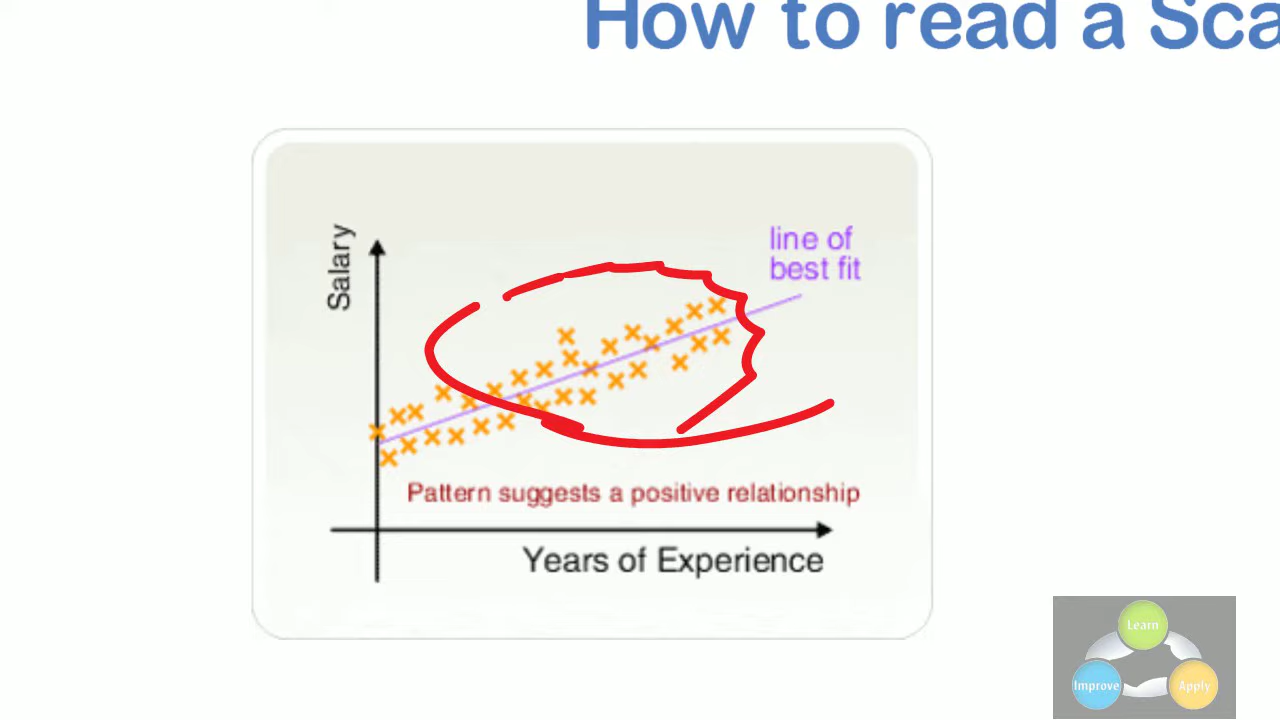 How to read a Sca
Salary
line of
best fit
Pattern suggests a positive relationship
Years of Experience
Learn
Improve
Apply